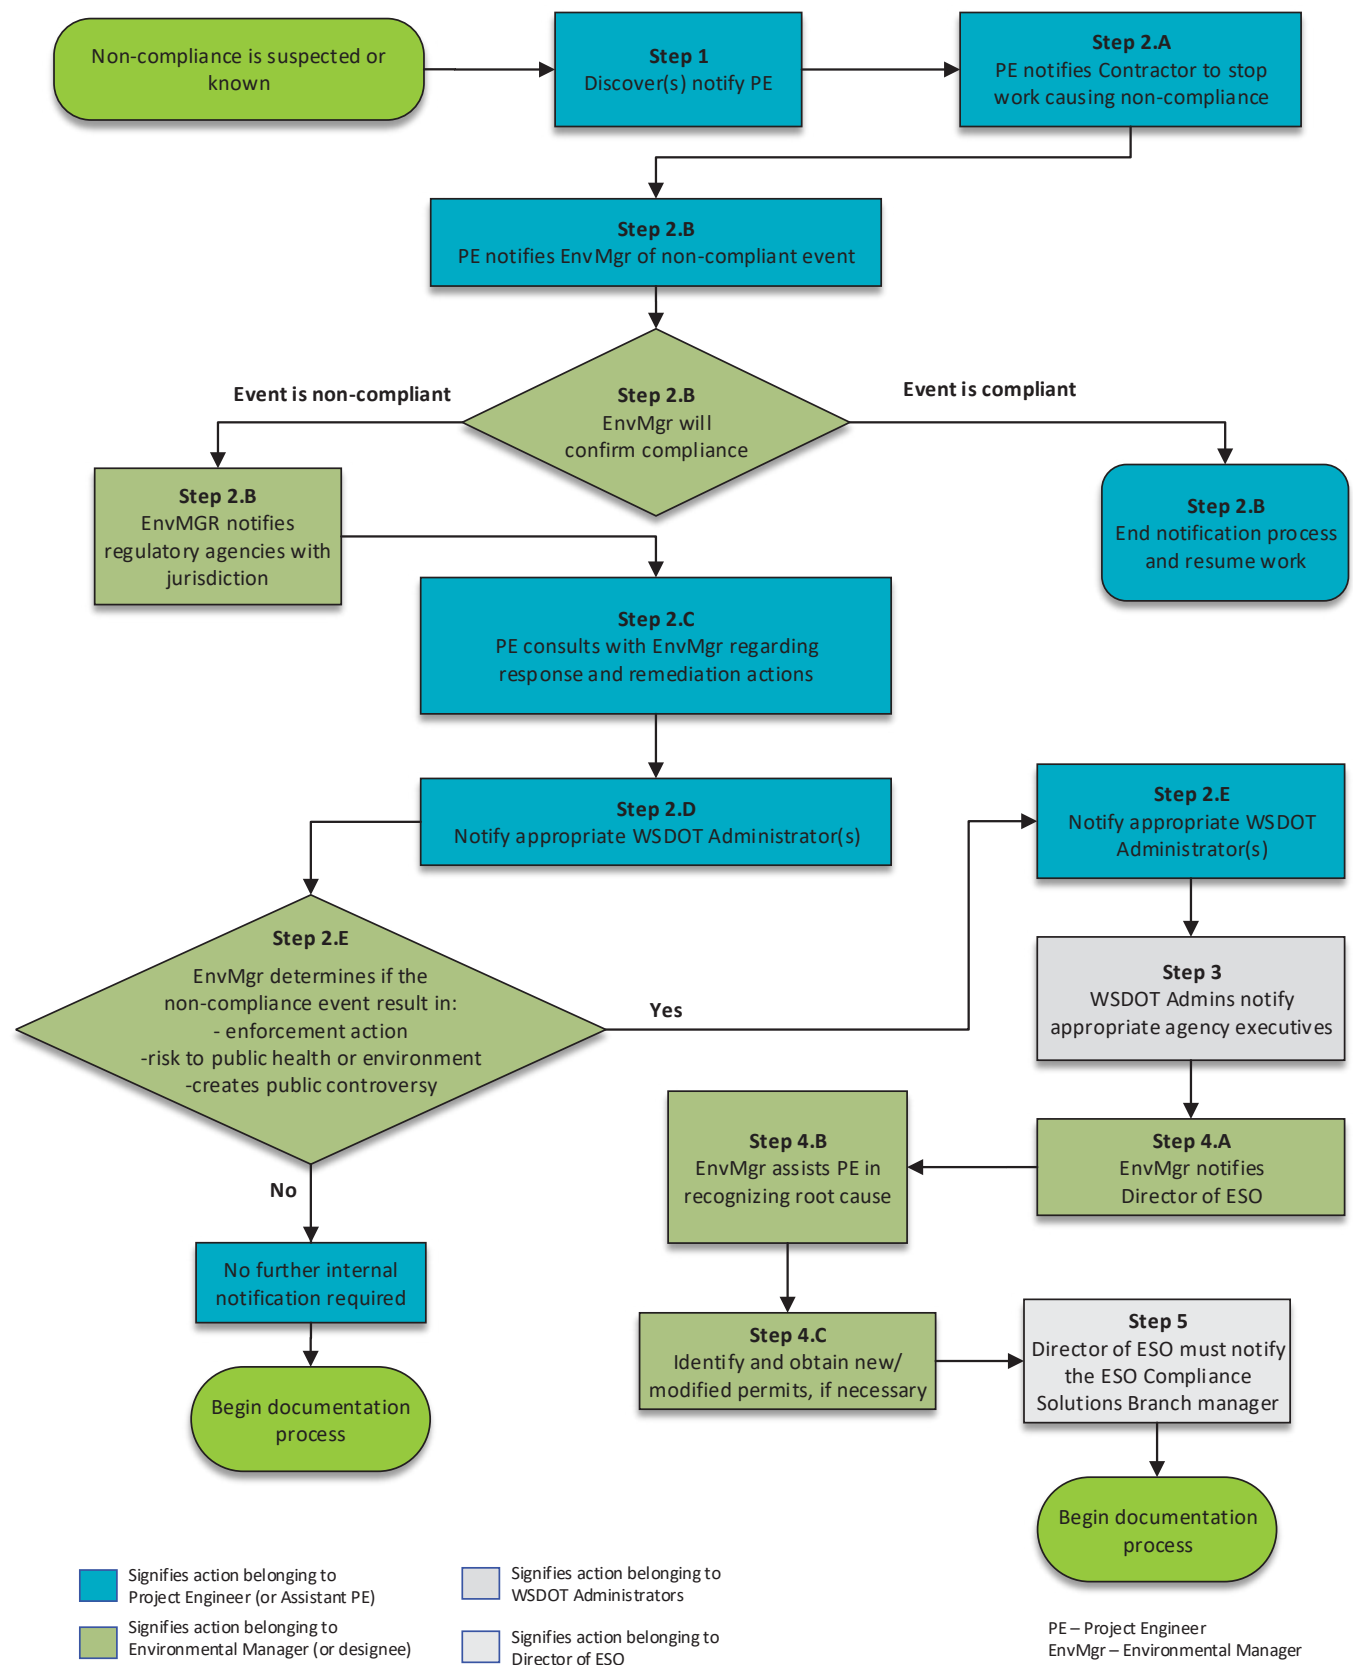 Non-compliance is suspected or
known
Step 1
Discover(s) notify PE
Step 2.A
PE notifies Contractor to stop
work causing non-compliance
Step 2.B
PE notifies EnvMgr of non-compliant event
Event is non-compliant
Step 2.B
EnvMgr will
confirm compliance
Event is compliant
Step 2.B
EnvMGR notifies
regulatory agencies with
jurisdiction
Step 2.B
End notification process
and resume work
Step 2.C
PE consults with EnvMgr regarding
response and remediation actions
Step 2.D
Notify appropriate WSDOT Administrator(s)
Step 2.E
Notify appropriate WSDOT
Administrator(s)
Step 2.E
EnvMgr determines if the
non-compliance event result in:
- enforcement action
-risk to public health or environment
-creates public controversy
Yes
No
Step 3
WSDOT Admins notify
appropriate agency executives
Step 4.A
EnvMgr notifies
Director of ESO
Step 4.B
EnvMgr assists PE in
recognizing root cause
No further internal
notification required
Step 4.C
Identify and obtain new/
modified permits, if necessary
Step 5
Director of ESO must notify
the ESO Compliance
Solutions Branch manager
Begin documentation
process
Begin documentation
process
Signifies action belonging to
Project Engineer (or Assistant PE)
Signifies action belonging to
Environmental Manager (or designee)
Signifies action belonging to
WSDOT Administrators
Signifies action belonging to
Director of ESO
PE – Project Engineer
EnvMgr – Environmental Manager